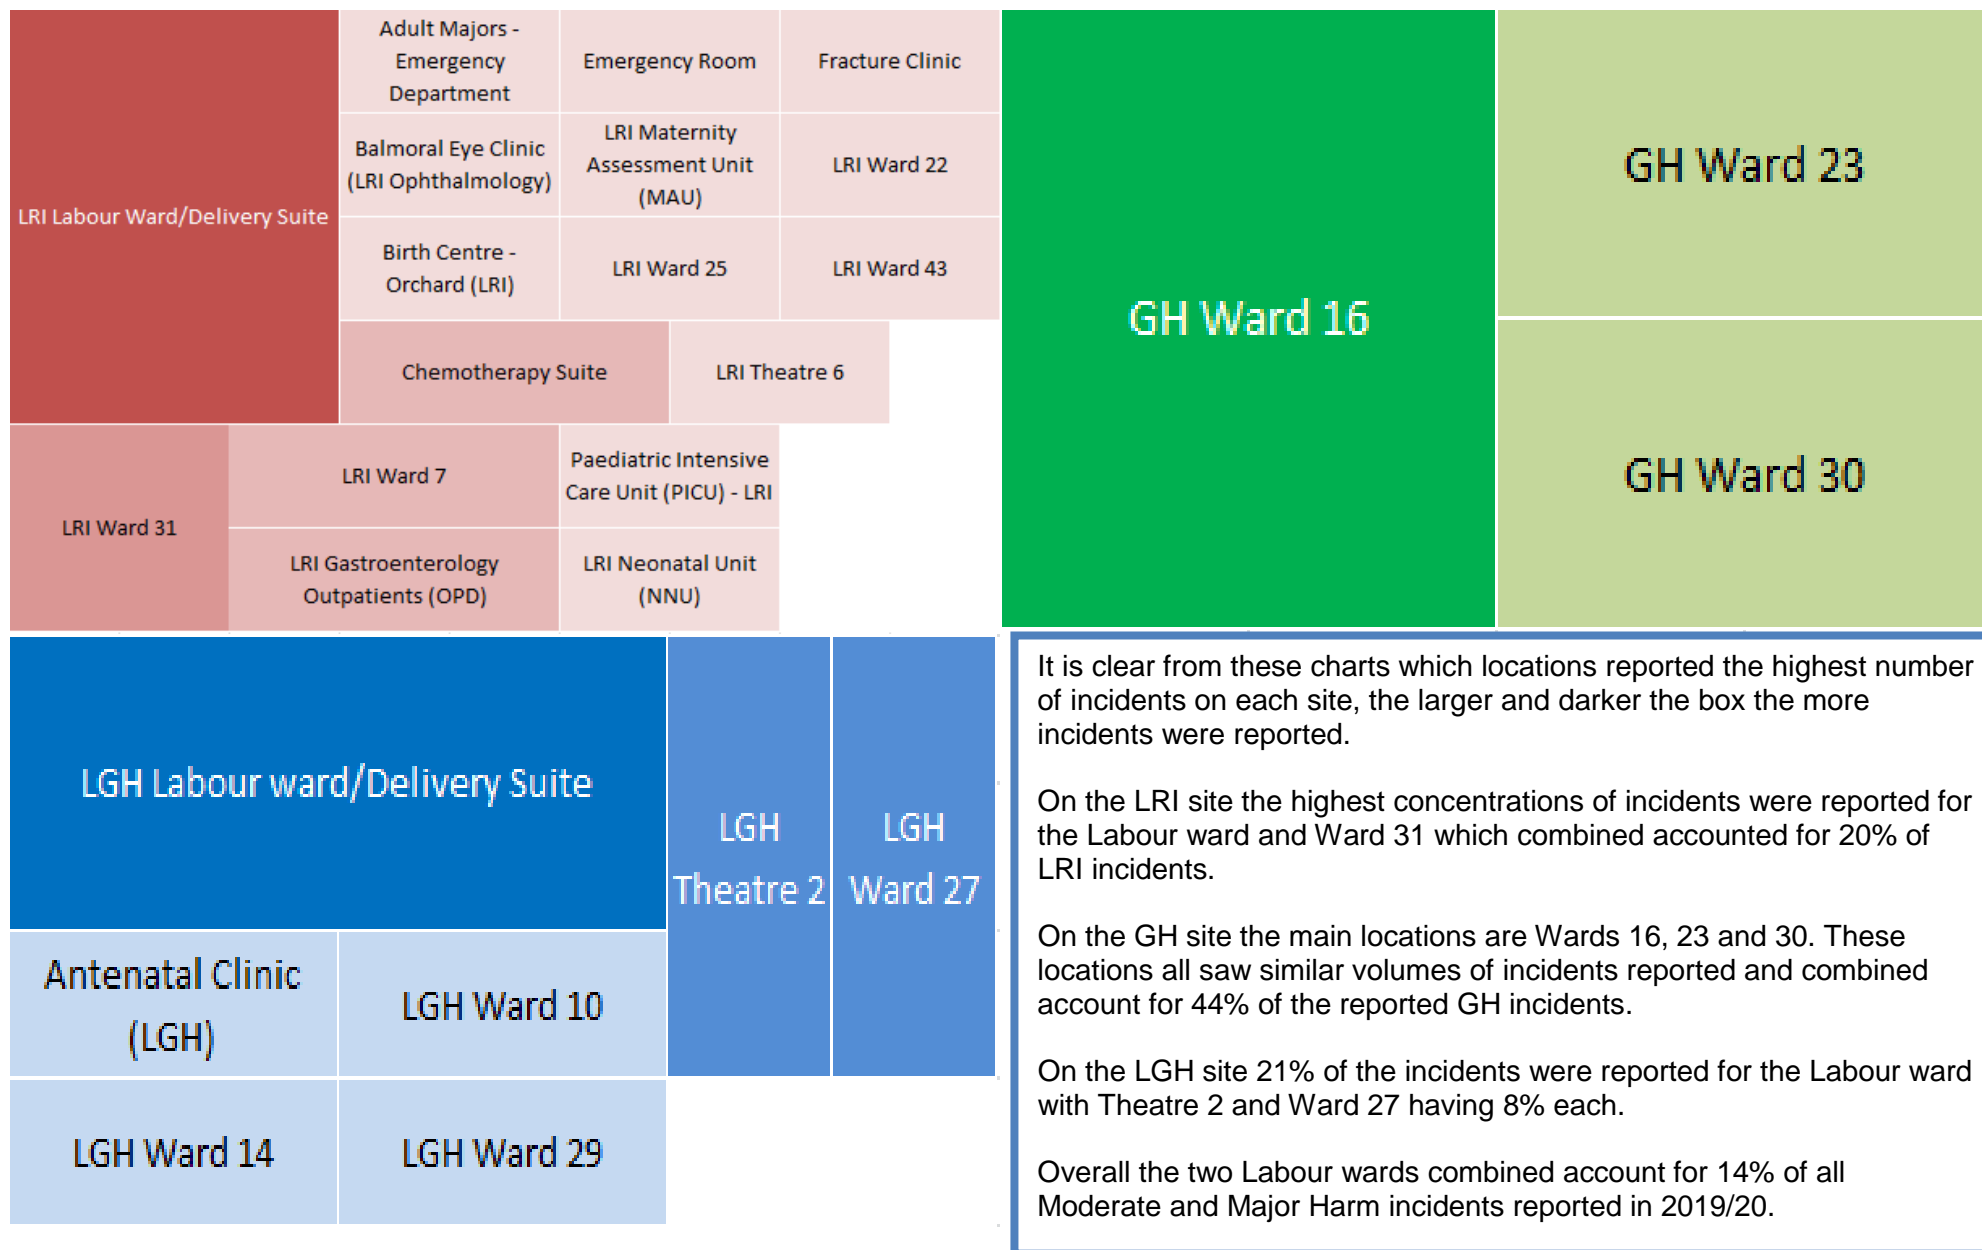 Adult Majors -
Emergency
Department
Emergency Room
Fracture Clinic
Balmoral Eye Clinic
(LRI Ophthalmology)
LRI Maternity
Assessment Unit
(MAU)
LRI Ward 22
LRI Labour Ward/Delivery Suite
Birth Centre -
Orchard (LRI)
LRI Ward 25
LRI Ward 43
Chemotherapy Suite
LRI Theatre 6
LRI Ward 31
LRI Ward 7
Paediatric Intensive
Care Unit (PICU) - LRI
LRI Gastroenterology
Outpatients (OPD)
LRI Neonatal Unit
(NNU)
GH Ward 16
GH Ward 23
GH Ward 30
LGH Labour ward/Delivery Suite
LGH
Theatre 2
LGH
Ward 27
Antenatal Clinic
(LGH)
LGH Ward 10
LGH Ward 14
LGH Ward 29
It is clear from these charts which locations reported the highest number
of incidents on each site, the larger and darker the box the more
incidents were reported.
On the LRI site the highest concentrations of incidents were reported for
the Labour ward and Ward 31 which combined accounted for 20% of
LRI incidents.
On the GH site the main locations are Wards 16, 23 and 30. These
locations all saw similar volumes of incidents reported and combined
account for 44% of the reported GH incidents.
On the LGH site 21% of the incidents were reported for the Labour ward
with Theatre 2 and Ward 27 having 8% each.
Overall the two Labour wards combined account for 14% of all
Moderate and Major Harm incidents reported in 2019/20.